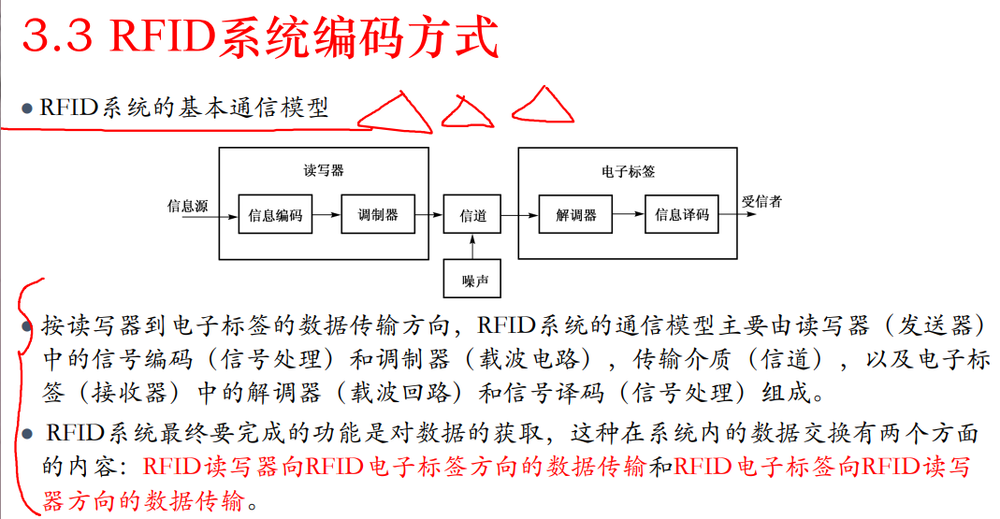 3.3 RFID系统编码方式
RFID系统的基本通信模型
读写器
电子标签
信息源
信息编码
调制器
信道
解调器
信息译码
受信者
噪声
按读写器到电子标签的数据传输方向，RFID系统的通信模型主要由读写器（发送器）
中的信号编码（信号处理）和调制器（载波电路），传输介质（信道），以及电子标
签（接收器）中的解调器（载波回路）和信号译码（信号处理）组成。
RFID系统最终要完成的功能是对数据的获取，这种在系统内的数据交换有两个方面
的内容：RFID读写器向RFID电子标签方向的数据传输和RFID电子标签向RFID读写
器方向的数据传输。